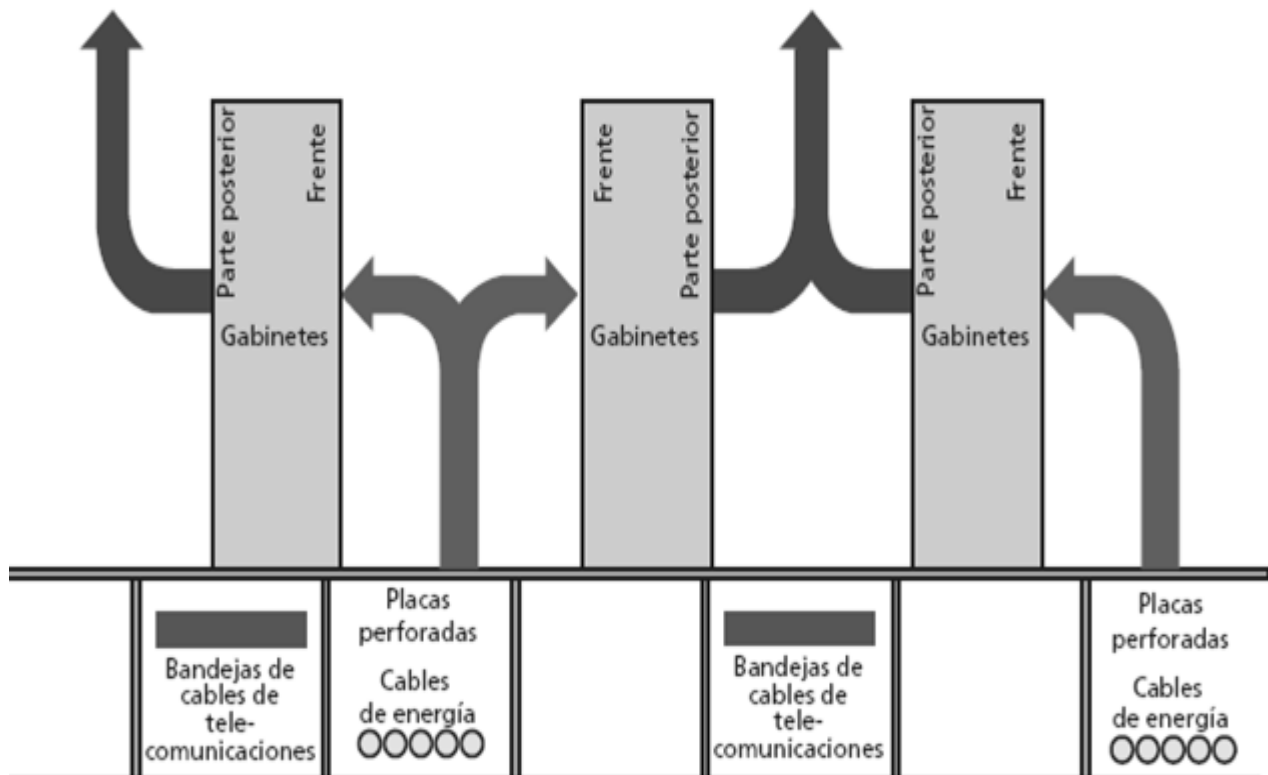 Parte posterior
Frente
Gabinetes
Frente
Parte posterior
Gabinetes
Parte posterior
Frente
Gabinetes
Bandejas de
cables de
tele-
comunicaciones
Placas
perforadas
Cables
de energía
Bandejas de
cables de
tele-
comunicaciones
Placas
perforadas
Cables
de energía